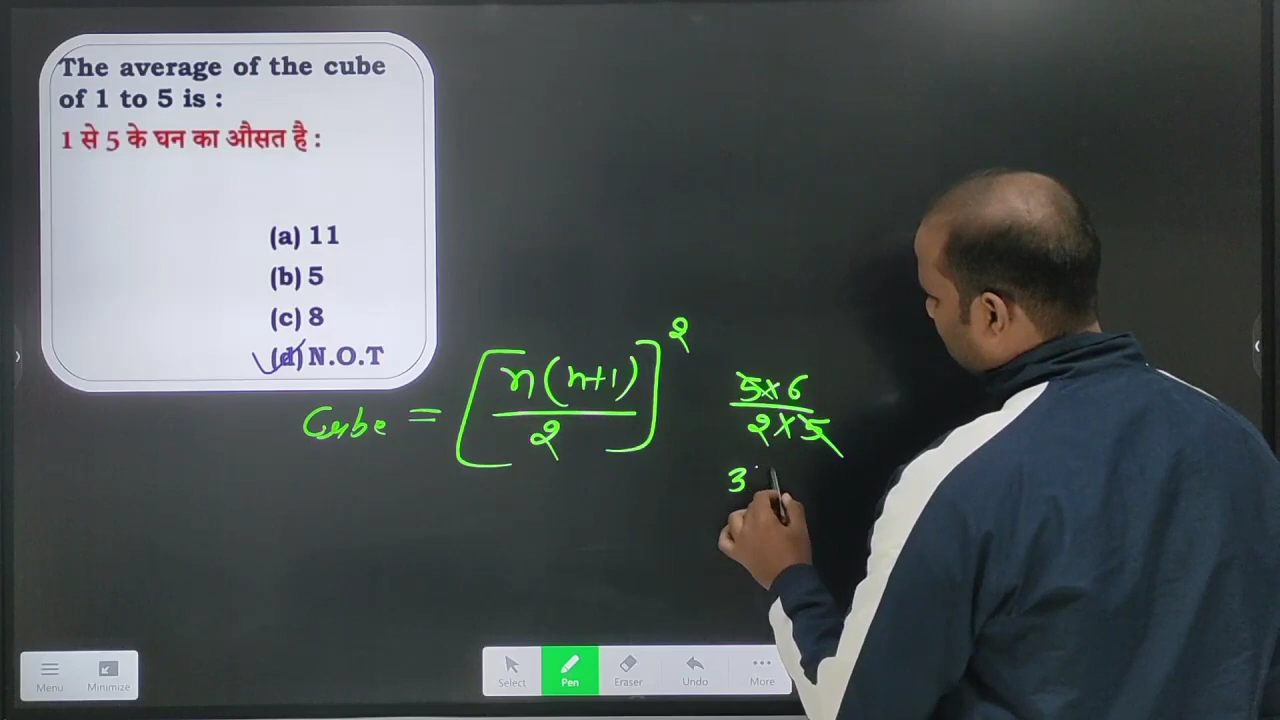 The average of the cube
of 1 to 5 is :
1 से 5 के घन का औसत है :
(a) 11
(b) 5
(c) 8
(d) N.O.T
Cube = [n(n+1)/2]²
5×6
2×5
3
Menu
Minimize
Select
Pen
Eraser
Undo
More